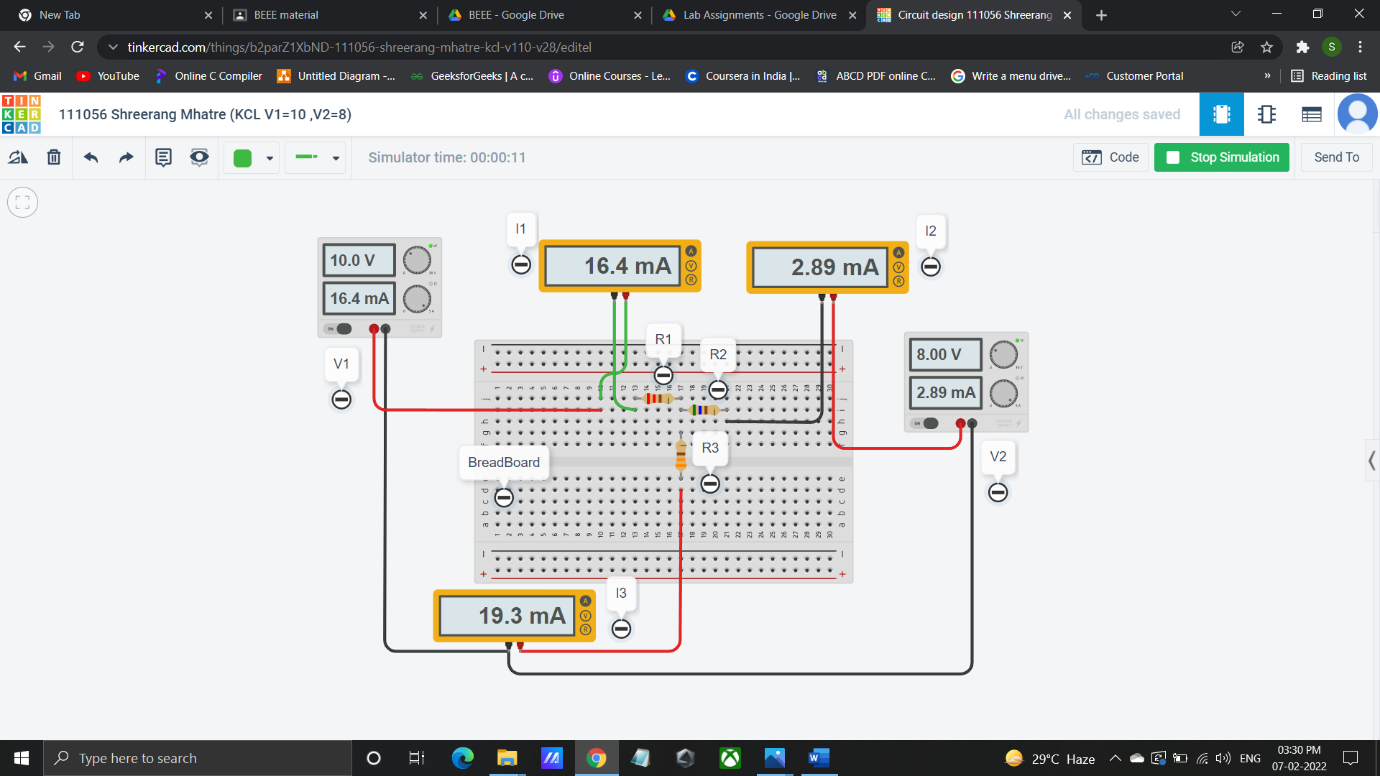 New Tab
BEEE material
BEEE - Google Drive
Lab Assignments - Google Drive
Circuit design 111056 Shreerang
tinkercad.com/things/b2parZ1XbND-111056-shreerang-mhatre-kcl-v110-v28/editel
S
Gmail
YouTube
Online C Compiler
Untitled Diagram -...
GeeksforGeeks | A c...
Online Courses - Le...
Coursera in India |...
ABCD PDF online C...
Write a menu drive...
Customer Portal
»
Reading list
TIN
KER
CAD
111056 Shreerang Mhatre (KCL V1=10 ,V2=8)
All changes saved
Simulator time: 00:00:11
Code
Stop Simulation
Send To
I1
I2
10.0 V
16.4 mA
16.4 mA
A
V
R
2.89 mA
A
V
R
V1
R1
R2
8.00 V
2.89 mA
BreadBoard
R3
V2
I3
19.3 mA
A
V
R
Type here to search
29°C Haze
ENG
03:30 PM
07-02-2022